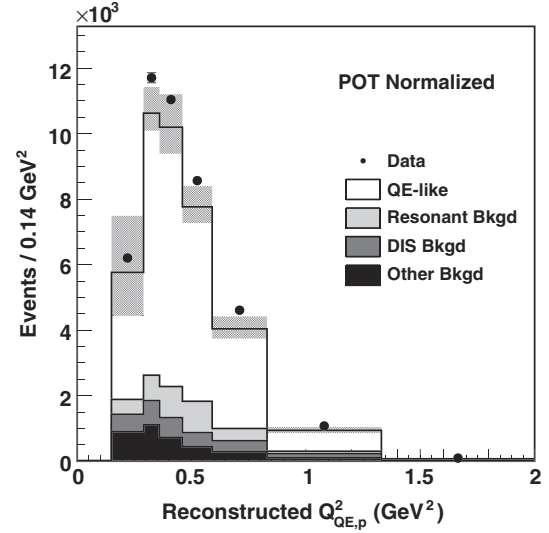 ×10³
12
10
8
6
4
2
0
Events / 0.14 GeV²
POT Normalized
Data
QE-like
Resonant Bkgd
DIS Bkgd
Other Bkgd
0 0.5 1 1.5 2
Reconstructed Q²QE,p (GeV²)